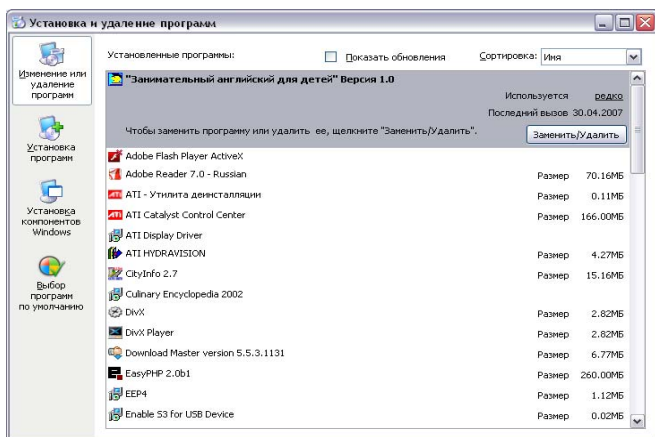 Установка и удаление программ
Изменение или
удаление
программ
Установка
программ
Установка
компонентов
Windows
Выбор
программ
по умолчанию
Установленные программы:
Показать обновления
Сортировка: Имя
"Занимательный английский для детей" Версия 1.0
Используется редко
Последний вызов 30.04.2007
Чтобы заменить программу или удалить ее, щелкните "Заменить/Удалить".
Заменить/Удалить
Adobe Flash Player ActiveX
Adobe Reader 7.0 - Russian Размер 70.16МБ
ATI - Утилита деинсталляции Размер 0.11МБ
ATI Catalyst Control Center Размер 166.00МБ
ATI Display Driver
ATI HYDRAVISION Размер 4.27МБ
CityInfo 2.7 Размер 15.16МБ
Culinary Encyclopedia 2002
DivX Размер 2.82МБ
DivX Player Размер 2.82МБ
Download Master version 5.5.3.1131 Размер 6.77МБ
EasyPHP 2.0b1 Размер 260.00МБ
EEP4 Размер 1.12МБ
Enable S3 for USB Device Размер 0.02МБ